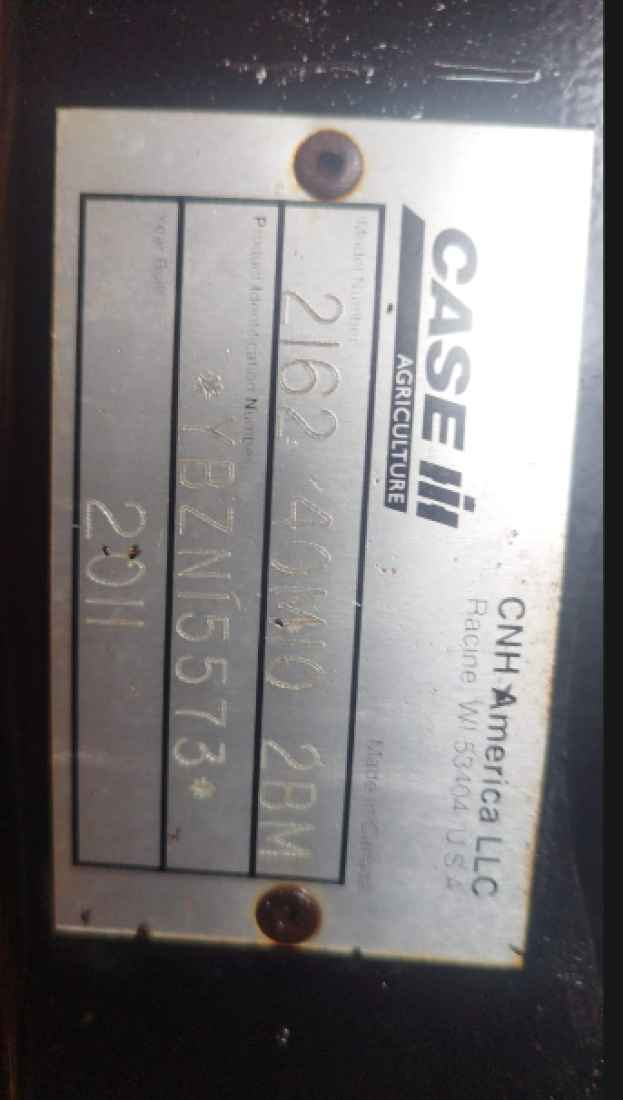 CNH America LLC
Racine WI 53404 U S A
CASE III
AGRICULTURE
Made in Canada
Model Number
2162 40M10 2BM
Product Identification Number
*YBZN15573*
Year Built
2011